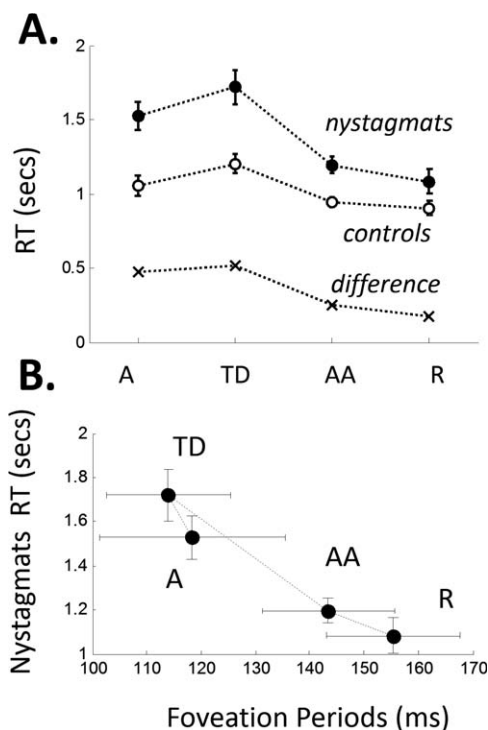 A.
2
1.5
1
0.5
0
RT (secs)
nystagmats
controls
difference
A TD AA R
B.
2
1.8
1.6
1.4
1.2
1
Nystagmats RT (secs)
TD
A
AA
R
100 110 120 130 140 150 160 170
Foveation Periods (ms)